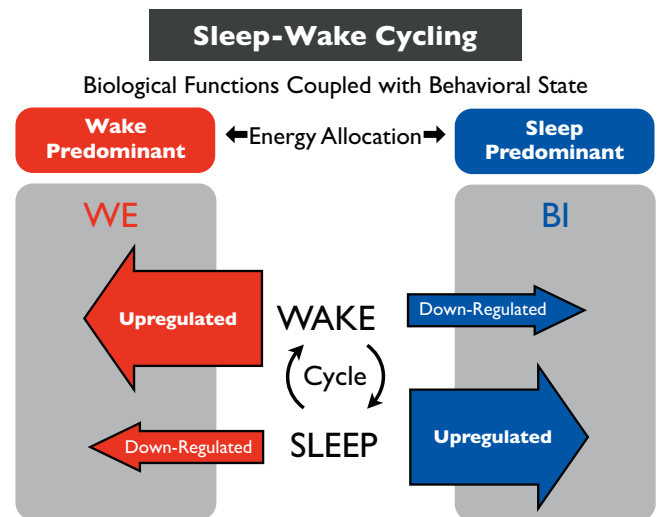 Sleep-Wake Cycling
Biological Functions Coupled with Behavioral State
Wake
Predominant
Energy Allocation
Sleep
Predominant
WE
BI
Upregulated
WAKE
Down-Regulated
Cycle
Down-Regulated
SLEEP
Upregulated